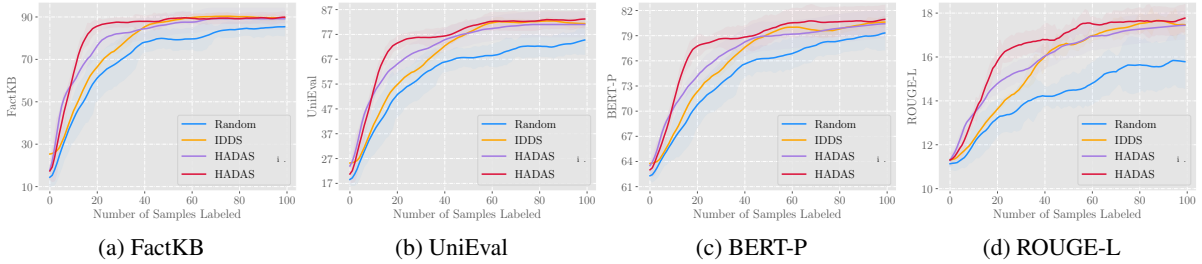 90
70
50
30
10
FactKB
0 20 40 60 80 100
Number of Samples Labeled
Random
IDDS
HADAS i .
HADAS
(a) FactKB
87
77
67
57
47
37
27
17
UniEval
0 20 40 60 80 100
Number of Samples Labeled
Random
IDDS
HADAS i .
HADAS
(b) UniEval
82
79
76
73
70
67
64
61
BERT-P
0 20 40 60 80 100
Number of Samples Labeled
Random
IDDS
HADAS i .
HADAS
(c) BERT-P
18
16
14
12
10
ROUGE-L
0 20 40 60 80 100
Number of Samples Labeled
Random
IDDS
HADAS i .
HADAS
(d) ROUGE-L